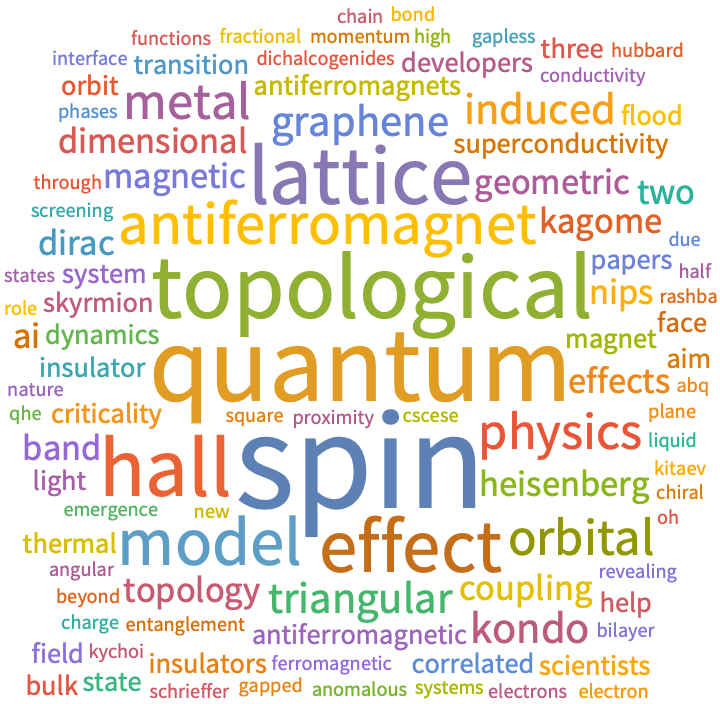 chain bond
functions fractional momentum high gapless
interface transition dichalcogenides developers three hubbard
orbit metal antiferromagnets conductivity
phases graphene induced flood
dimensional lattice superconductivity
through magnetic geometric two
screening antiferromagnet kagome
dirac due
states system topological papers half
role skyrmion nips rashba
ai dynamics magnet face
insulator quantum effects aim
nature abq
qhe criticality square proximity cscese plane
band hall spin physics liquid
light heisenberg kitaev
emergence new chiral
thermal model effect orbital oh
angular revealing
beyond topology triangular coupling help
charge entanglement antiferromagnetic kondo bilayer
field kychoi insulators ferromagnetic correlated scientists
bulk state schrieffer gapped anomalous systems electrons electron